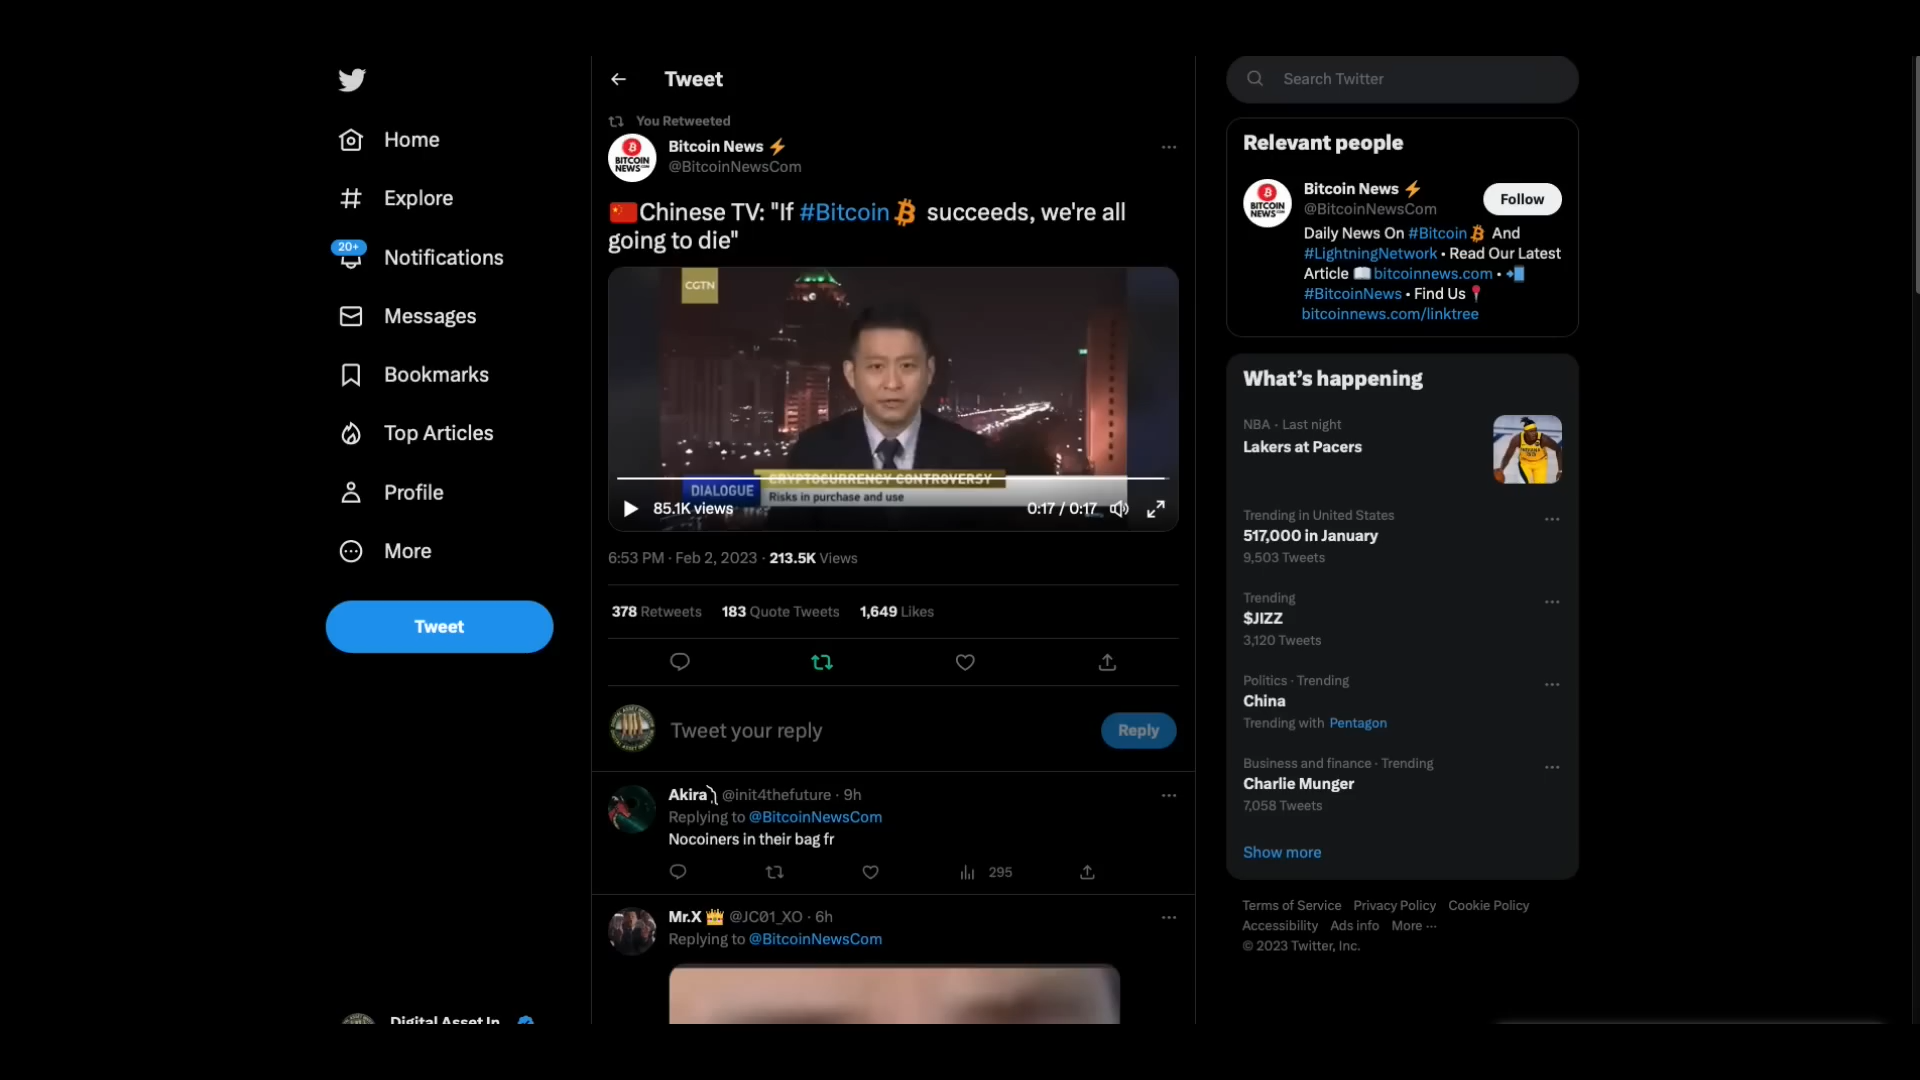 Home
Explore
20+
Notifications
Messages
Bookmarks
Top Articles
Profile
More
Tweet
Digital Asset In
Tweet
You Retweeted
Bitcoin News ⚡
@BitcoinNewsCom
🇨🇳Chinese TV: "If #Bitcoin succeeds, we're all
going to die"
CGTN
CRYPTOCURRENCY CONTROVERSY
DIALOGUE
Risks in purchase and use
85.1K views
0:17 / 0:17
6:53 PM · Feb 2, 2023 · 213.5K Views
378 Retweets 183 Quote Tweets 1,649 Likes
Tweet your reply
Reply
Akira @init4thefuture · 9h
Replying to @BitcoinNewsCom
Nocoiners in their bag fr
295
Mr.X 👑 @JC01_XO · 6h
Replying to @BitcoinNewsCom
Search Twitter
Relevant people
BITCOIN
NEWS
Bitcoin News ⚡
@BitcoinNewsCom
Follow
Daily News On #Bitcoin And
#LightningNetwork • Read Our Latest
Article 📖bitcoinnews.com • 📲
#BitcoinNews • Find Us📍
bitcoinnews.com/linktree
What's happening
NBA · Last night
Lakers at Pacers
Trending in United States
517,000 in January
9,503 Tweets
Trending
$JIZZ
3,120 Tweets
Politics · Trending
China
Trending with Pentagon
Business and finance · Trending
Charlie Munger
7,058 Tweets
Show more
Terms of Service Privacy Policy Cookie Policy
Accessibility Ads info More ···
© 2023 Twitter, Inc.